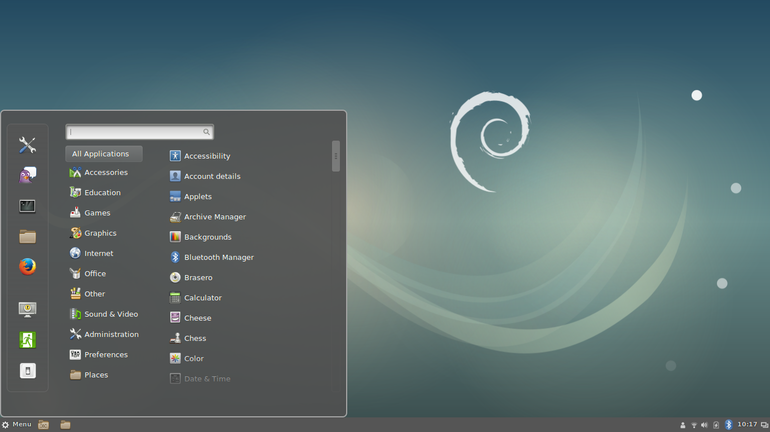 All Applications
Accessories
Education
Games
Graphics
Internet
Office
Other
Sound & Video
Administration
Preferences
Places
Accessibility
Account details
Applets
Archive Manager
Backgrounds
Bluetooth Manager
Brasero
Calculator
Cheese
Chess
Color
Date & Time
Menu
10:17